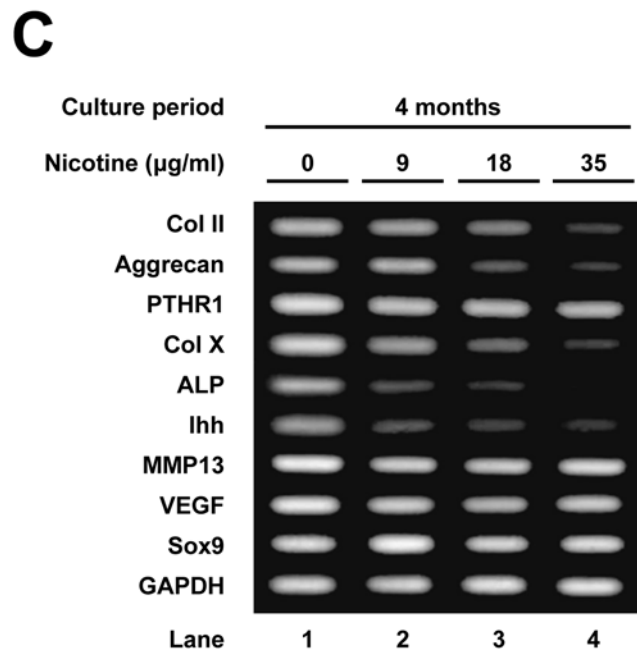 C
Culture period 4 months
Nicotine (µg/ml) 0 9 18 35
Col II
Aggrecan
PTHR1
Col X
ALP
Ihh
MMP13
VEGF
Sox9
GAPDH
Lane 1 2 3 4